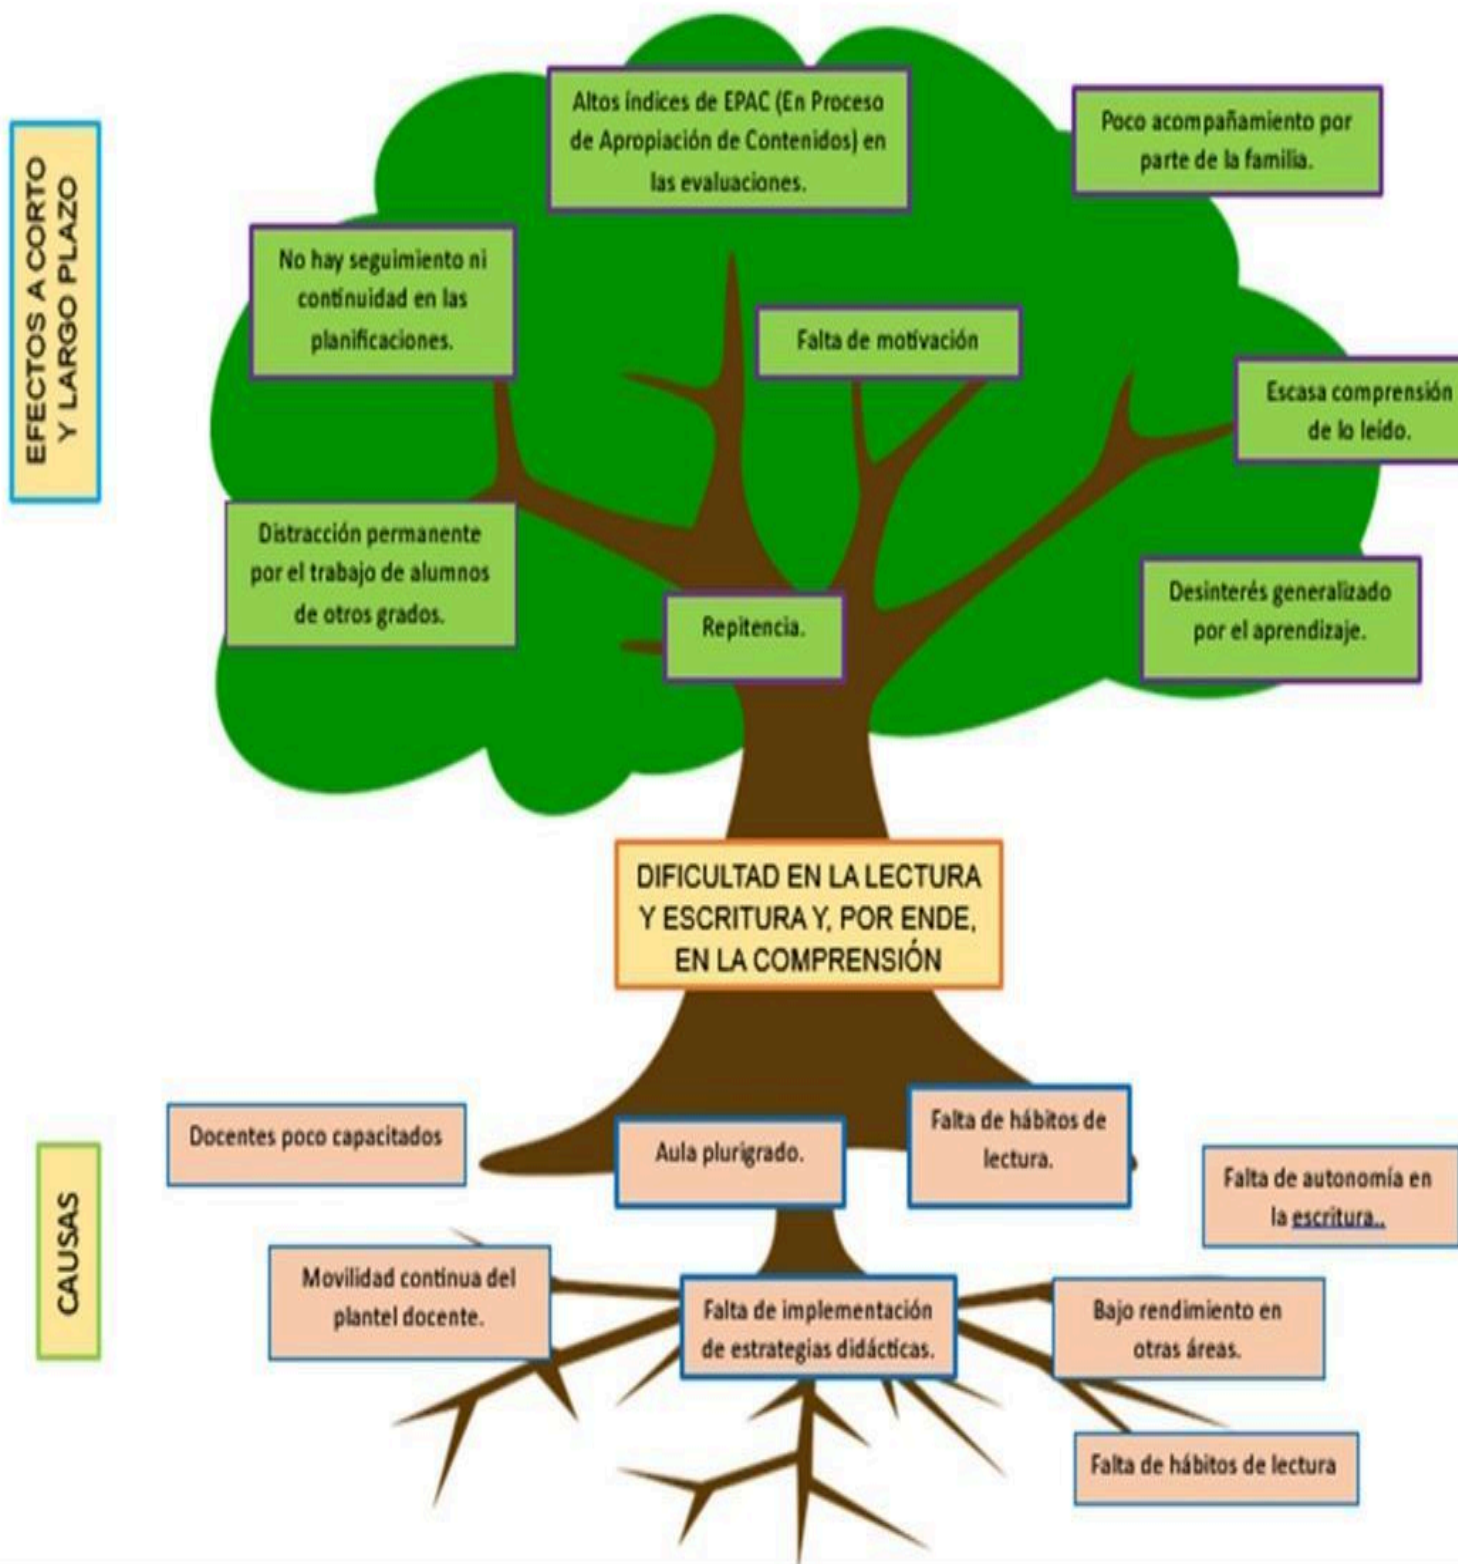 EFECTOS A CORTO
Y LARGO PLAZO
Altos índices de EPAC (En Proceso
de Apropiación de Contenidos) en
las evaluaciones.
Poco acompañamiento por
parte de la familia.
No hay seguimiento ni
continuidad en las
planificaciones.
Falta de motivación
Escasa comprensión
de lo leído.
Distracción permanente
por el trabajo de alumnos
de otros grados.
Repitencia.
Desinterés generalizado
por el aprendizaje.
DIFICULTAD EN LA LECTURA
Y ESCRITURA Y, POR ENDE,
EN LA COMPRENSIÓN
CAUSAS
Docentes poco capacitados
Aula plurigrado.
Falta de hábitos de
lectura.
Falta de autonomía en
la escritura..
Movilidad continua del
plantel docente.
Falta de implementación
de estrategias didácticas.
Bajo rendimiento en
otras áreas.
Falta de hábitos de lectura